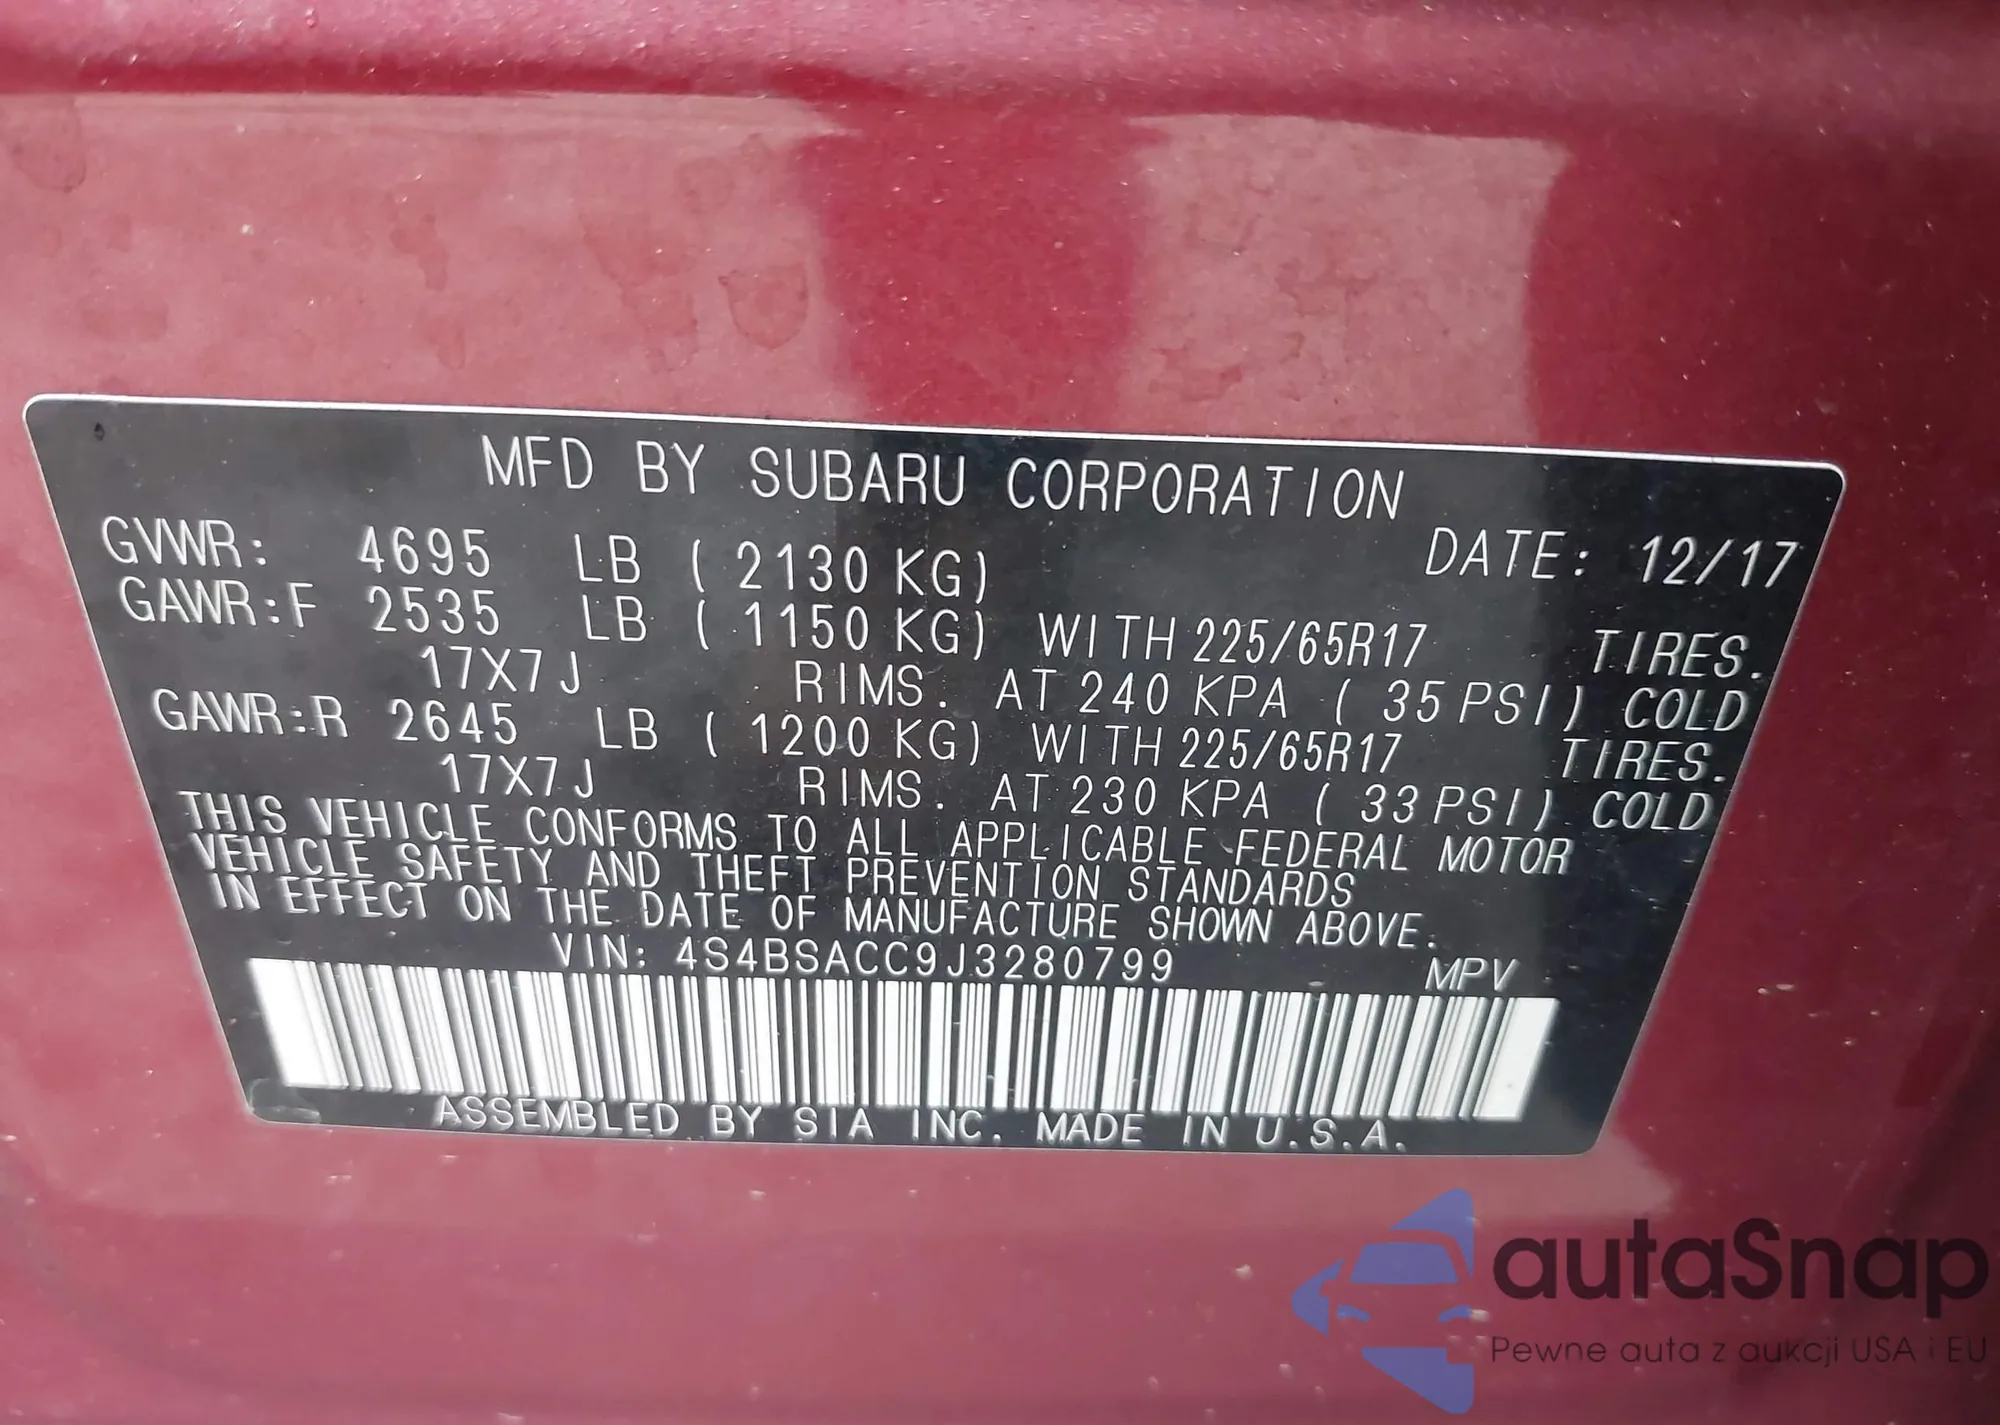 MFD BY SUBARU CORPORATION
GVWR: 4695 LB ( 2130 KG) DATE: 12/17
GAWR:F 2535 LB ( 1150 KG) WITH 225/65R17 TIRES.
17X7J RIMS. AT 240 KPA ( 35 PSI) COLD
GAWR:R 2645 LB ( 1200 KG) WITH 225/65R17 TIRES.
17X7J RIMS. AT 230 KPA ( 33 PSI) COLD
THIS VEHICLE CONFORMS TO ALL APPLICABLE FEDERAL MOTOR
VEHICLE SAFETY AND THEFT PREVENTION STANDARDS
IN EFFECT ON THE DATE OF MANUFACTURE SHOWN ABOVE.
VIN: 4S4BSACC9J3280799 MPV
ASSEMBLED BY SIA INC. MADE IN U.S.A.
autaSnap
Pewne auta z aukcji USA i EU